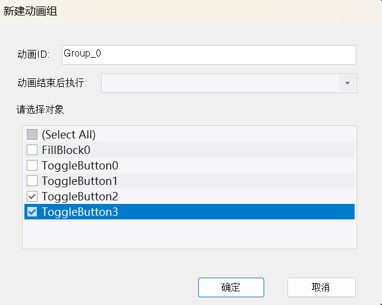 新建动画组
动画ID: Group_0
动画结束后执行:
请选择对象
(Select All)
FillBlock0
ToggleButton0
ToggleButton1
ToggleButton2
ToggleButton3
确定 取消